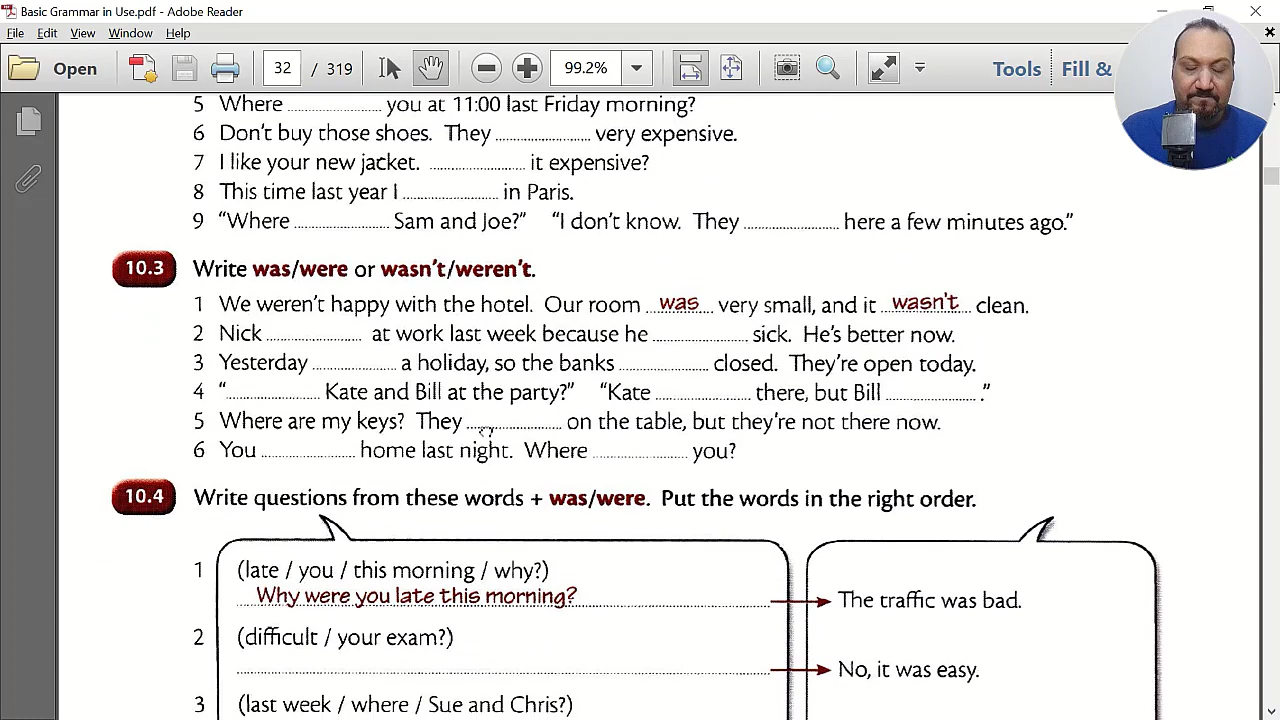 Basic Grammar in Use.pdf - Adobe Reader
File Edit View Window Help
Open 32 / 319 99.2% Tools Fill &
5 Where .................... you at 11:00 last Friday morning?
6 Don't buy those shoes. They .................... very expensive.
7 I like your new jacket. .................... it expensive?
8 This time last year I .................... in Paris.
9 “Where .................... Sam and Joe?” “I don't know. They .................... here a few minutes ago.”
10.3 Write was/were or wasn't/weren't.
1 We weren't happy with the hotel. Our room was very small, and it wasn't clean.
2 Nick .................... at work last week because he .................... sick. He's better now.
3 Yesterday .................... a holiday, so the banks .................... closed. They're open today.
4 “.................... Kate and Bill at the party?” “Kate .................... there, but Bill .................... .”
5 Where are my keys? They .................... on the table, but they're not there now.
6 You .................... home last night. Where .................... you?
10.4 Write questions from these words + was/were. Put the words in the right order.
1 (late / you / this morning / why?)
Why were you late this morning?
The traffic was bad.
2 (difficult / your exam?)
No, it was easy.
3 (last week / where / Sue and Chris?)